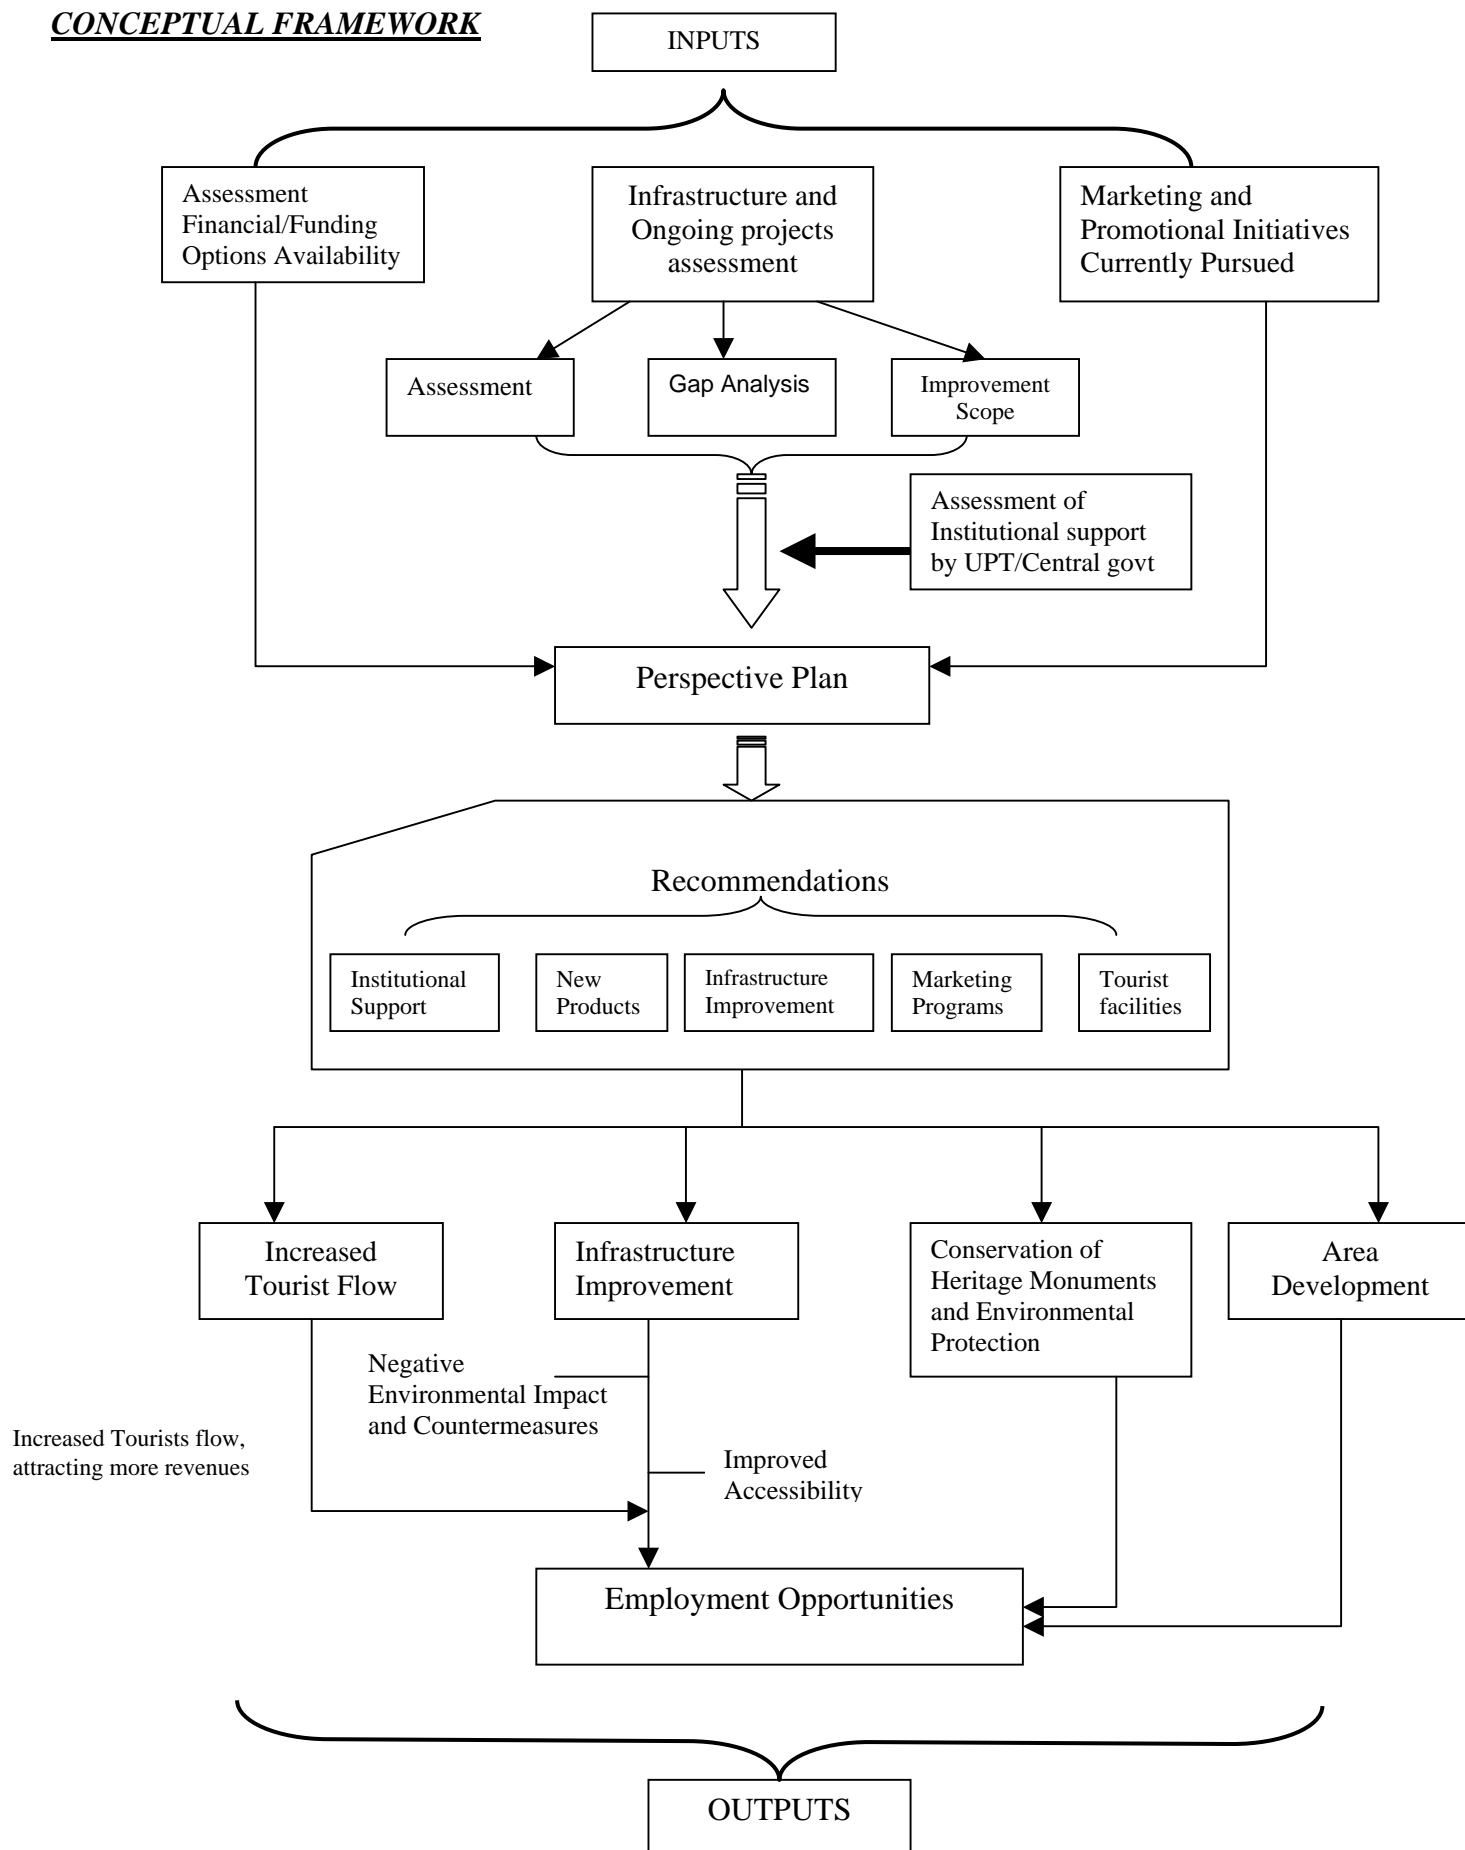 CONCEPTUAL FRAMEWORK
INPUTS
Assessment
Financial/Funding
Options Availability
Infrastructure and
Ongoing projects
assessment
Marketing and
Promotional Initiatives
Currently Pursued
Assessment
Gap Analysis
Improvement
Scope
Assessment of
Institutional support
by UPT/Central govt
Perspective Plan
Recommendations
Institutional
Support
New
Products
Infrastructure
Improvement
Marketing
Programs
Tourist
facilities
Increased
Tourist Flow
Infrastructure
Improvement
Conservation of
Heritage Monuments
and Environmental
Protection
Area
Development
Negative
Environmental Impact
and Countermeasures
Increased Tourists flow,
attracting more revenues
Improved
Accessibility
Employment Opportunities
OUTPUTS